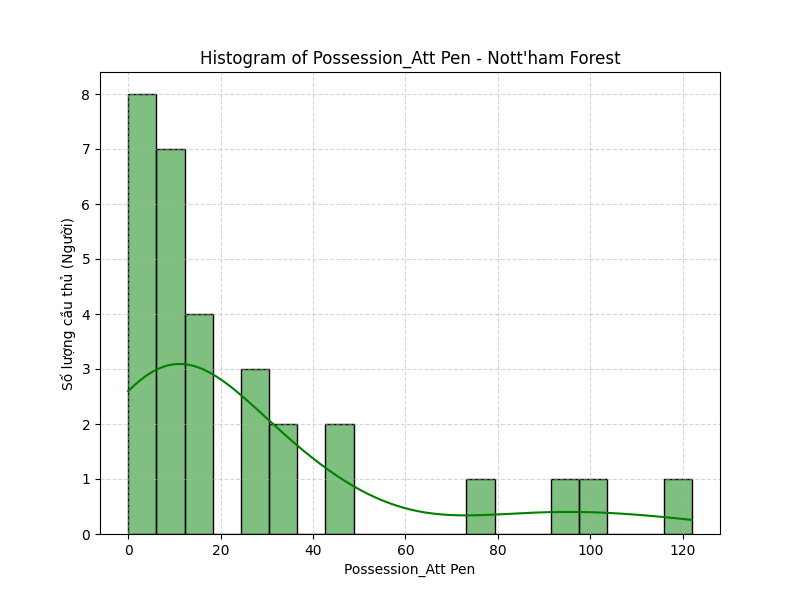 Histogram of Possession_Att Pen - Nott'ham Forest
Số lượng cầu thủ (Người)
8
7
6
5
4
3
2
1
0
0 20 40 60 80 100 120
Possession_Att Pen